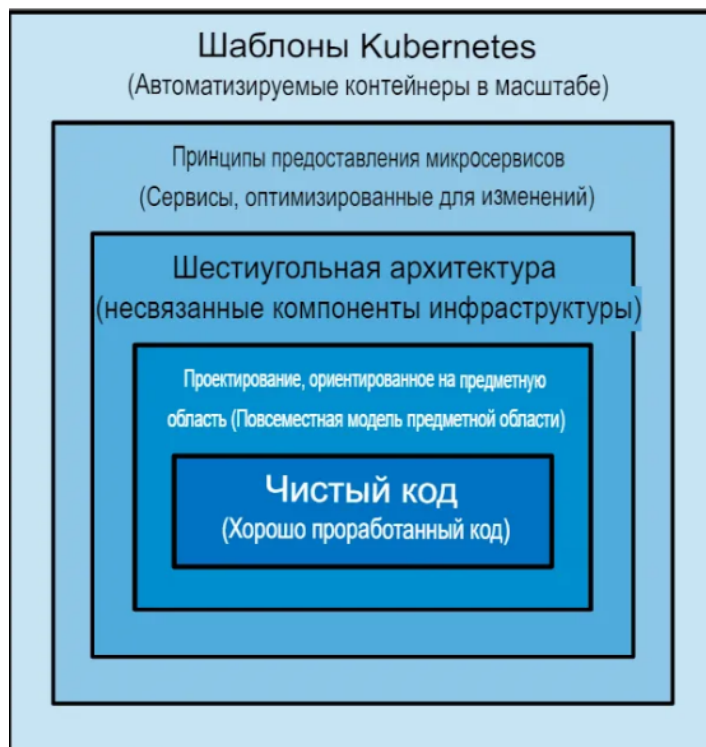 Шаблоны Kubernetes
(Автоматизируемые контейнеры в масштабе)
Принципы предоставления микросервисов
(Сервисы, оптимизированные для изменений)
Шестиугольная архитектура
(несвязанные компоненты инфраструктуры)
Проектирование, ориентированное на предметную
область (Повсеместная модель предметной области)
Чистый код
(Хорошо проработанный код)